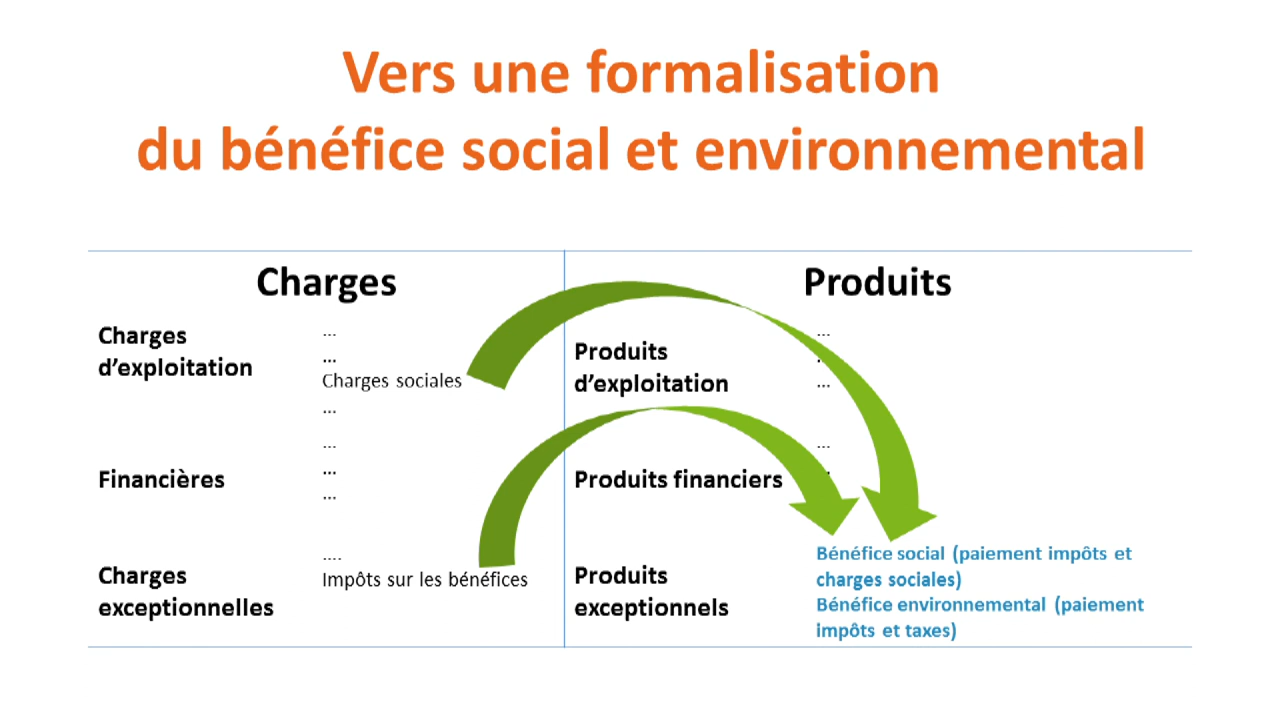 Vers une formalisation
du bénéfice social et environnemental
Charges
Produits
Charges
d’exploitation
...
...
Charges sociales
...
Produits
d’exploitation
...
...
Financières
...
...
...
Produits financiers
...
Charges
exceptionnelles
....
Impôts sur les bénéfices
Produits
exceptionnels
Bénéfice social (paiement impôts et
charges sociales)
Bénéfice environnemental (paiement
impôts et taxes)